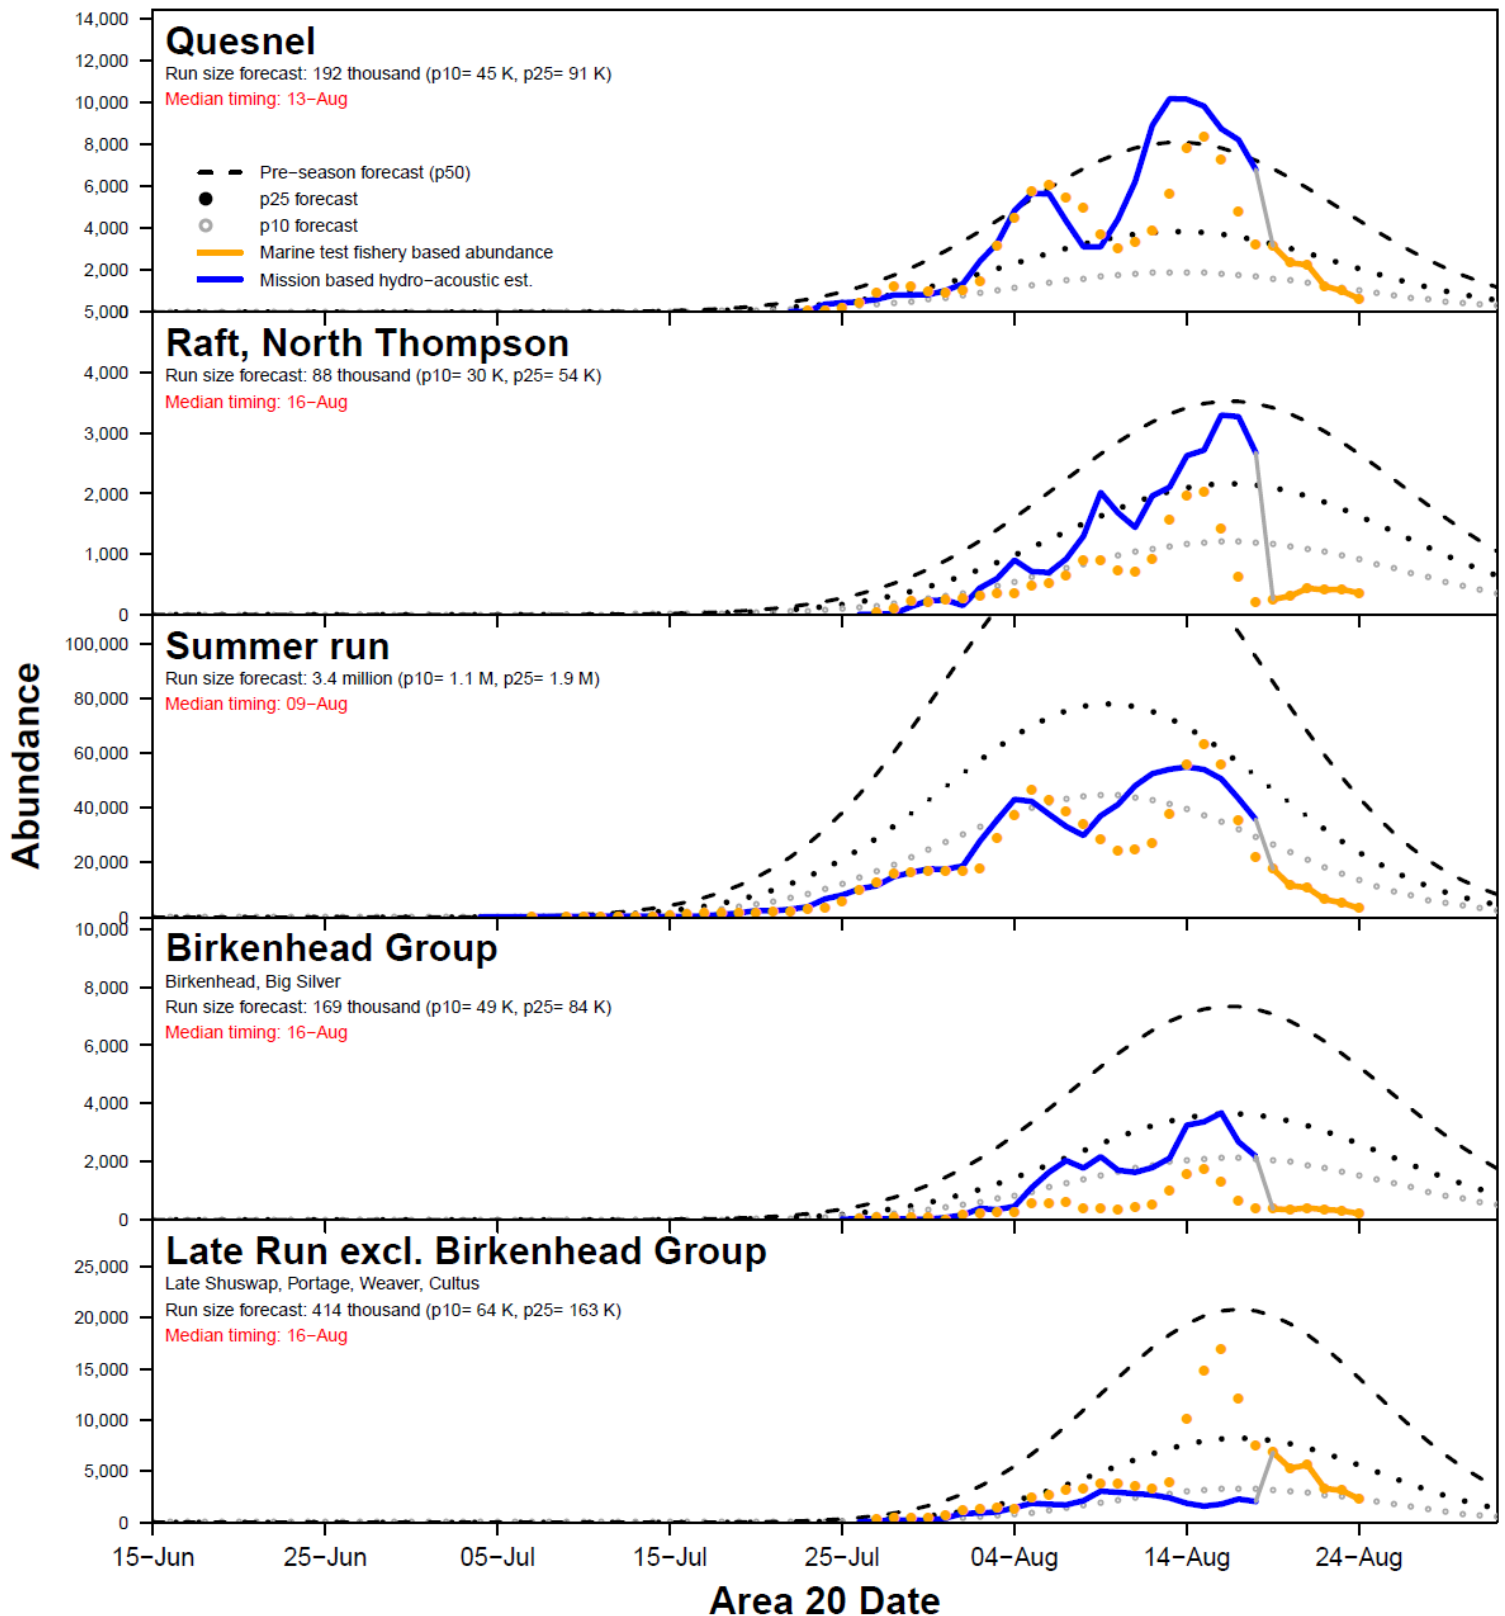 14,000
12,000
10,000
8,000
6,000
4,000
2,000
5,000
Quesnel
Run size forecast: 192 thousand (p10= 45 K, p25= 91 K)
Median timing: 13−Aug
Pre−season forecast (p50)
p25 forecast
p10 forecast
Marine test fishery based abundance
Mission based hydro−acoustic est.
4,000
3,000
2,000
1,000
0
Raft, North Thompson
Run size forecast: 88 thousand (p10= 30 K, p25= 54 K)
Median timing: 16−Aug
100,000
80,000
60,000
40,000
20,000
0
Summer run
Run size forecast: 3.4 million (p10= 1.1 M, p25= 1.9 M)
Median timing: 09−Aug
Abundance
10,000
8,000
6,000
4,000
2,000
0
Birkenhead Group
Birkenhead, Big Silver
Run size forecast: 169 thousand (p10= 49 K, p25= 84 K)
Median timing: 16−Aug
25,000
20,000
15,000
10,000
5,000
0
Late Run excl. Birkenhead Group
Late Shuswap, Portage, Weaver, Cultus
Run size forecast: 414 thousand (p10= 64 K, p25= 163 K)
Median timing: 16−Aug
15−Jun 25−Jun 05−Jul 15−Jul 25−Jul 04−Aug 14−Aug 24−Aug
Area 20 Date